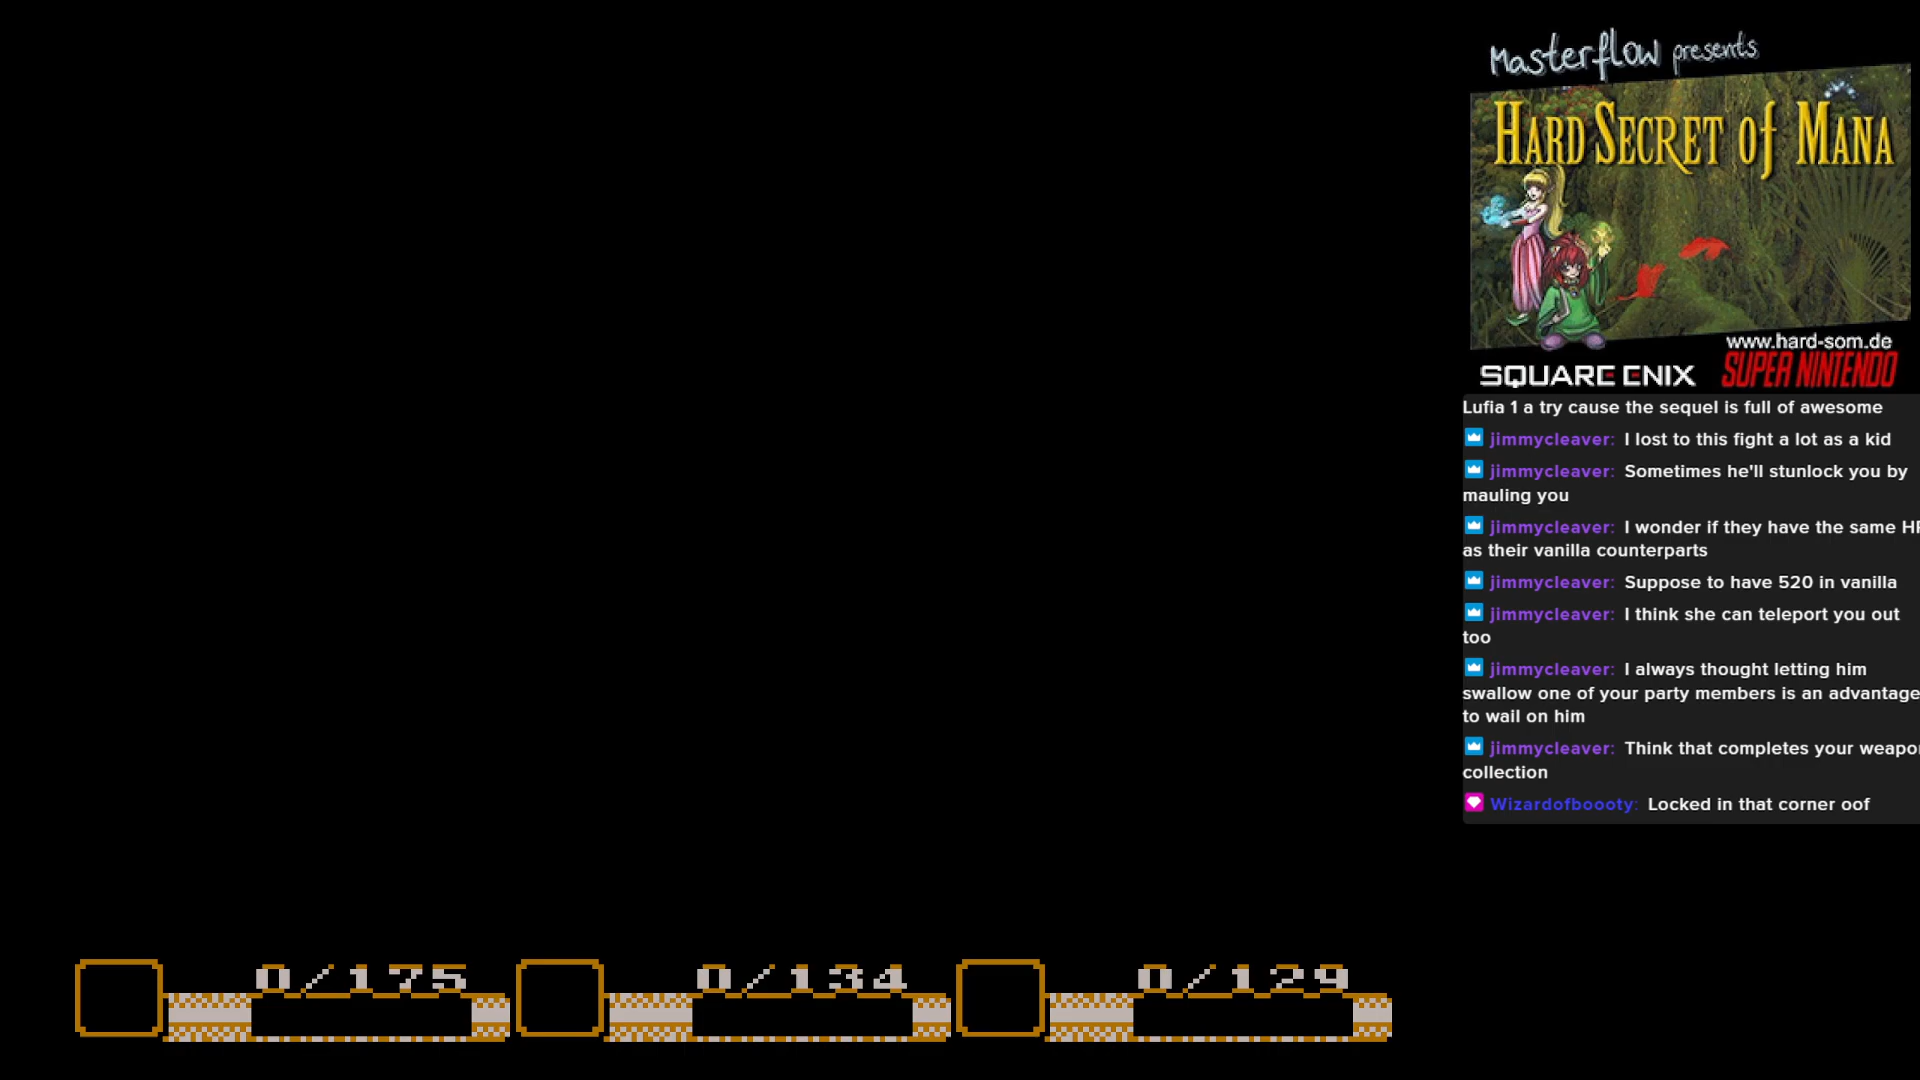 Masterflow presents
HARD SECRET of MANA
www.hard-som.de
SQUARE ENIX SUPER NINTENDO
Lufia 1 a try cause the sequel is full of awesome
jimmycleaver: I lost to this fight a lot as a kid
jimmycleaver: Sometimes he'll stunlock you by
mauling you
jimmycleaver: I wonder if they have the same HP
as their vanilla counterparts
jimmycleaver: Suppose to have 520 in vanilla
jimmycleaver: I think she can teleport you out
too
jimmycleaver: I always thought letting him
swallow one of your party members is an advantage
to wail on him
jimmycleaver: Think that completes your weapon
collection
Wizardofboooty: Locked in that corner oof
0/175 0/134 0/129